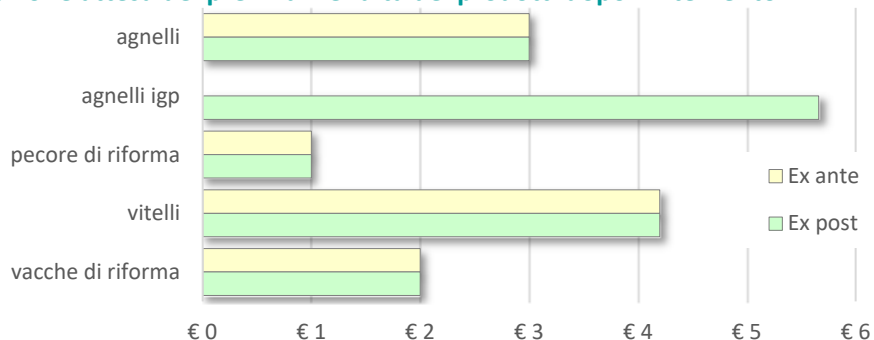 agnelli
agnelli igp
pecore di riforma
vitelli
vacche di riforma
Ex ante
Ex post
€ 0 € 1 € 2 € 3 € 4 € 5 € 6